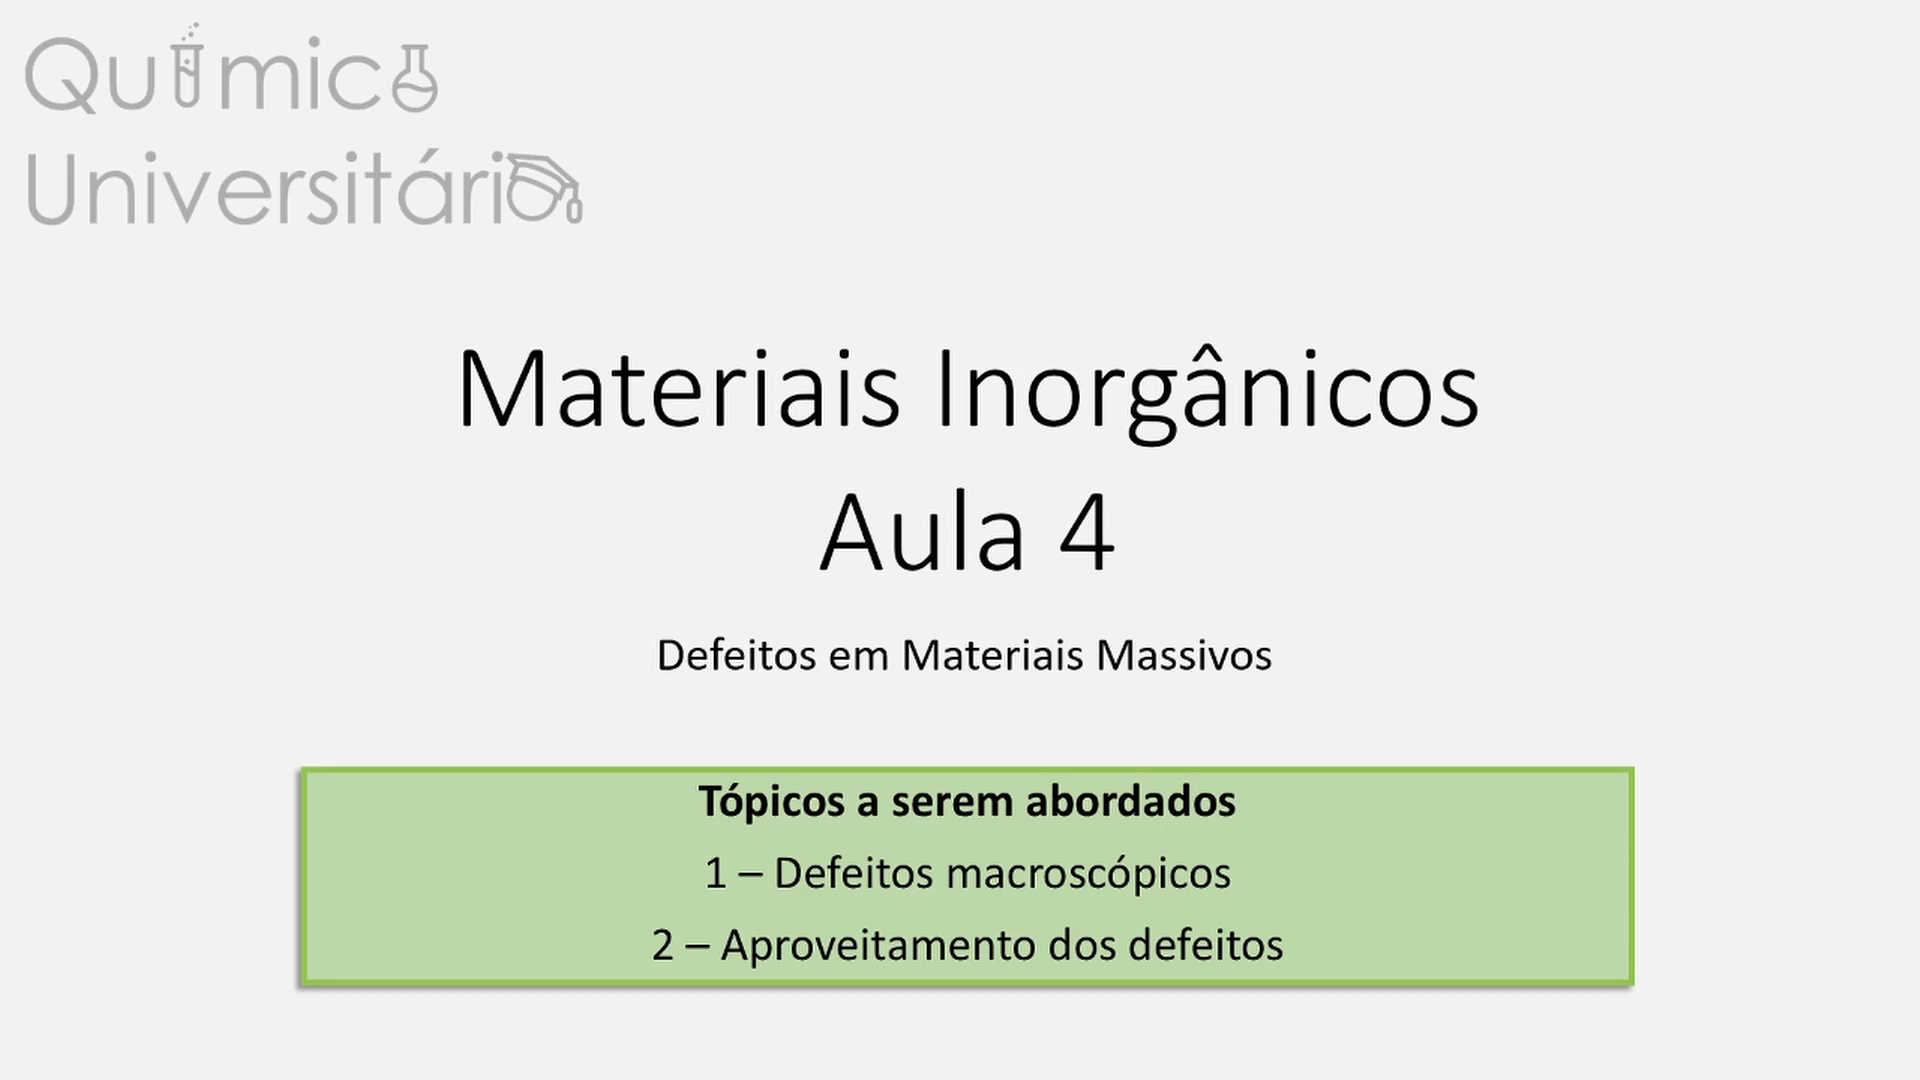 Químico
Universitário
Materiais Inorgânicos
Aula 4
Defeitos em Materiais Massivos
Tópicos a serem abordados
1 – Defeitos macroscópicos
2 – Aproveitamento dos defeitos